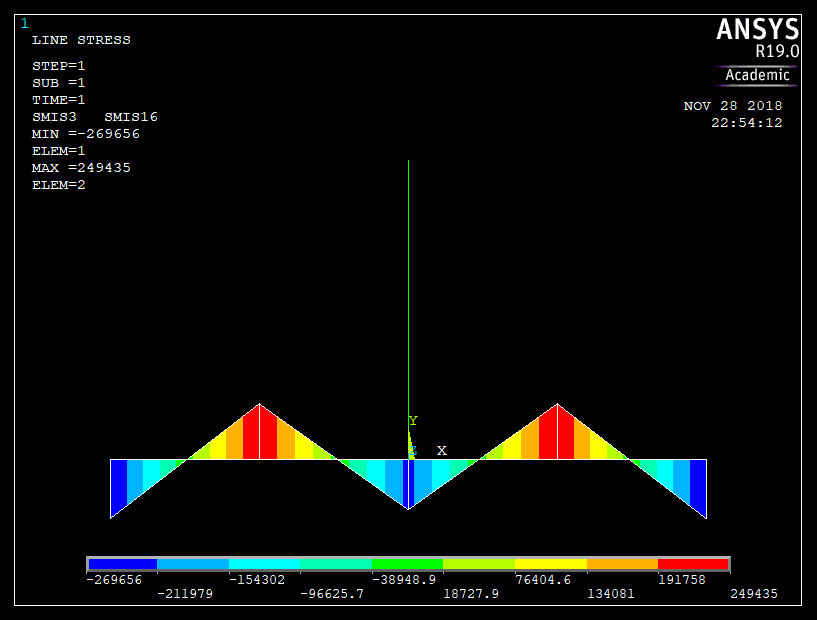 1
LINE STRESS
STEP=1
SUB =1
TIME=1
SMIS3 SMIS16
MIN =-269656
ELEM=1
MAX =249435
ELEM=2
ANSYS
R19.0
Academic
NOV 28 2018
22:54:12
Y
X
-269656 -154302 -38948.9 76404.6 191758
-211979 -96625.7 18727.9 134081 249435